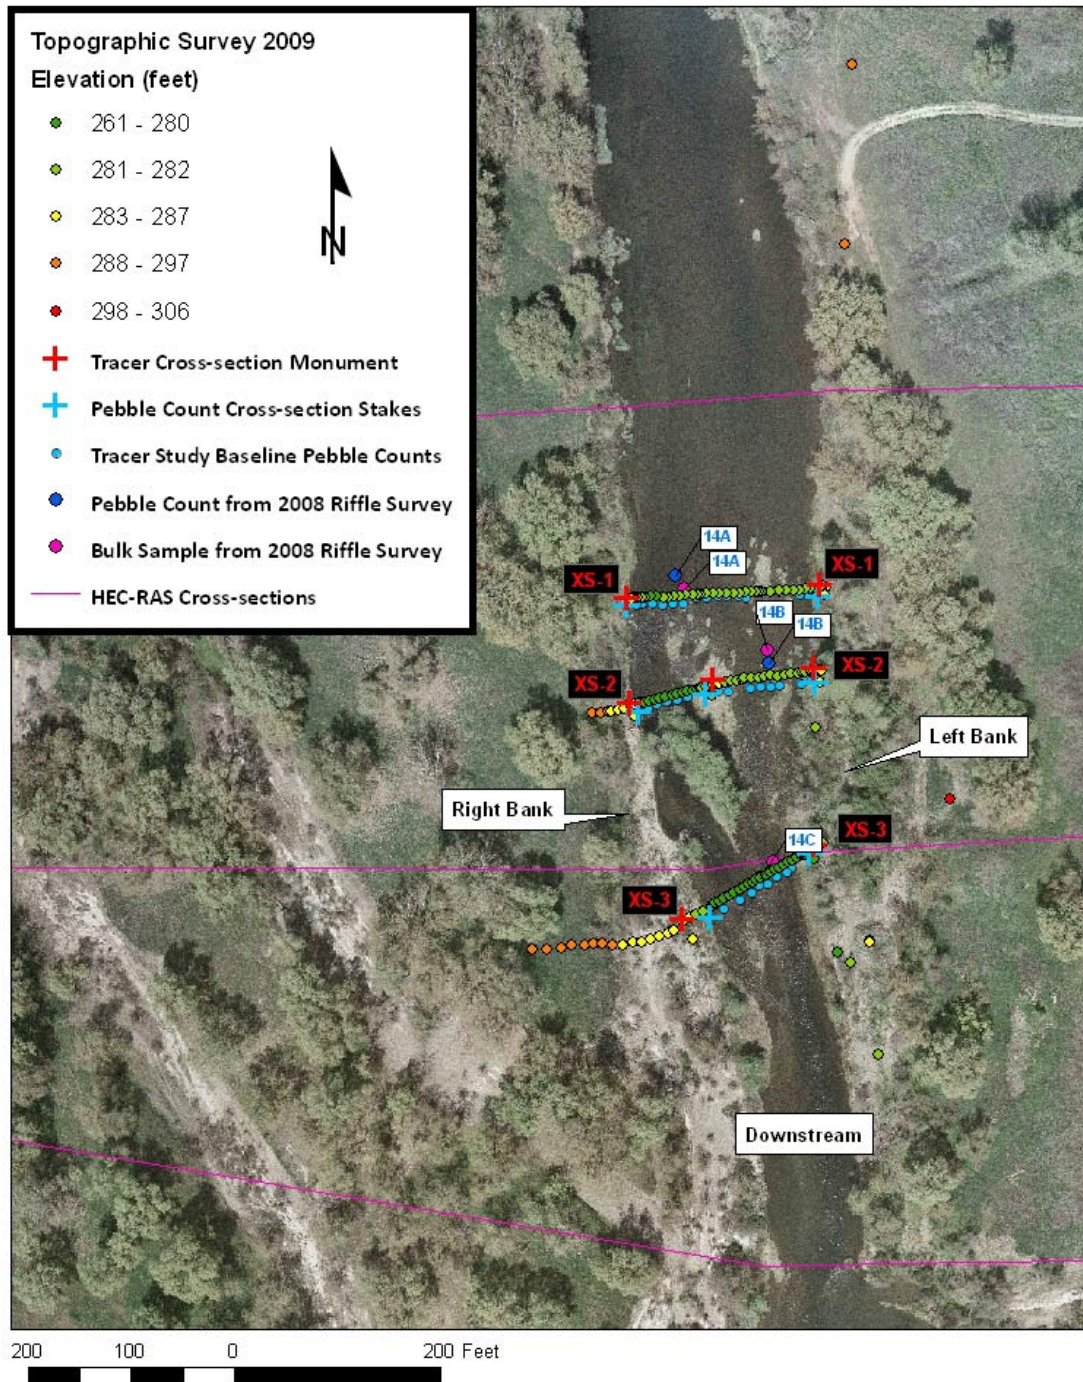 Topographic Survey 2009
Elevation (feet)
261 - 280
281 - 282
283 - 287
288 - 297
298 - 306
N
Tracer Cross-section Monument
Pebble Count Cross-section Stakes
Tracer Study Baseline Pebble Counts
Pebble Count from 2008 Riffle Survey
Bulk Sample from 2008 Riffle Survey
HEC-RAS Cross-sections
14A
14A
XS-1
XS-1
14B
14B
XS-2
XS-2
Left Bank
Right Bank
XS-3
14C
XS-3
Downstream
200 100 0 200 Feet